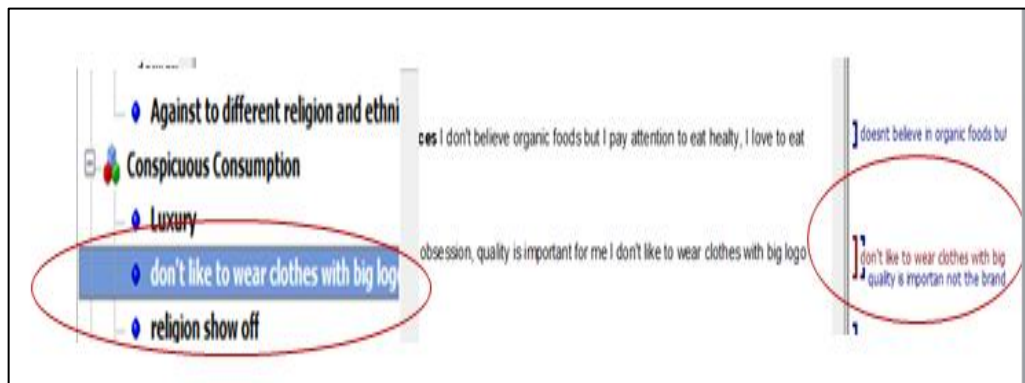 Against to different religion and ethni
Conspicuous Consumption
Luxury
don't like to wear clothes with big logo
religion show off
ces I don't believe organic foods but I pay attention to eat healty, I love to eat
obsession, quality is important for me I don't like to wear clothes with big logo
doesnt believe in organic foods but
don't like to wear clothes with big
quality is importan not the brand